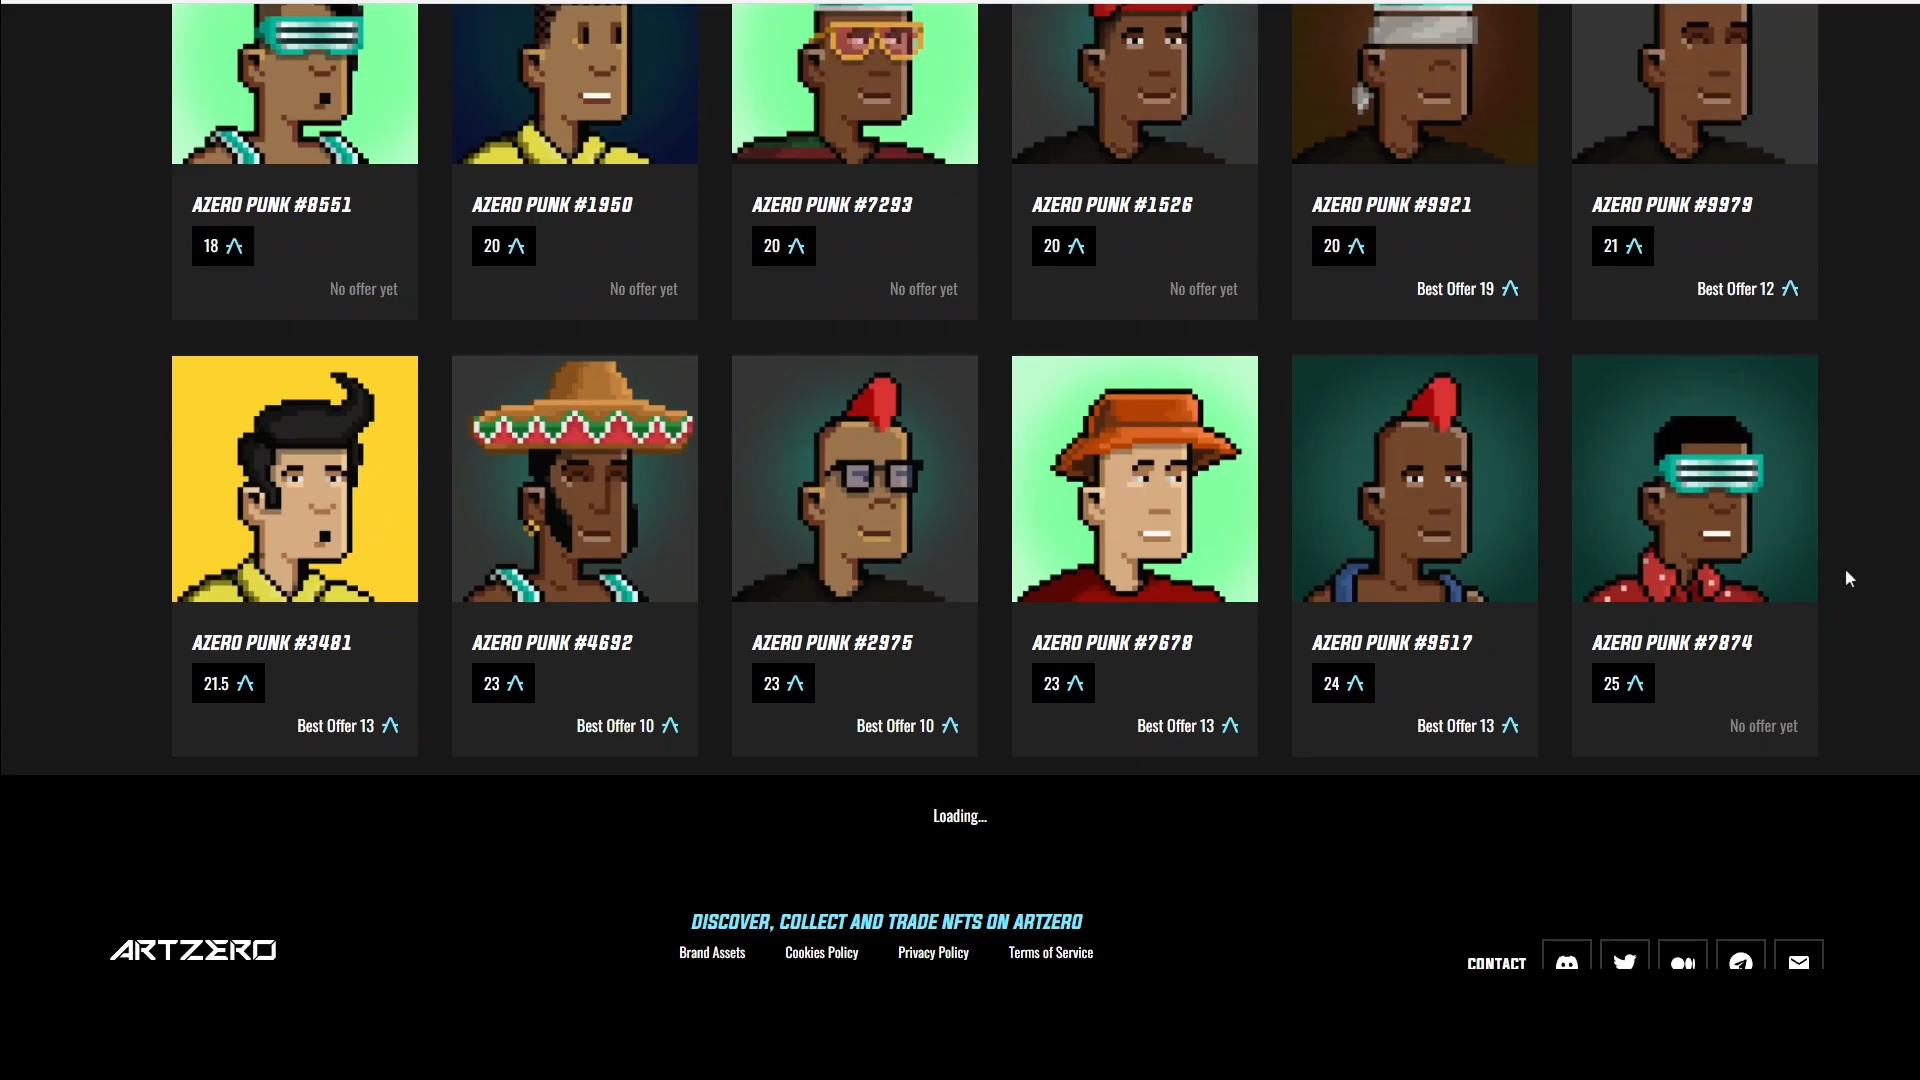 AZERO PUNK #8551
18
No offer yet
AZERO PUNK #1950
20
No offer yet
AZERO PUNK #7293
20
No offer yet
AZERO PUNK #1526
20
No offer yet
AZERO PUNK #9921
20
Best Offer 19
AZERO PUNK #9979
21
Best Offer 12
AZERO PUNK #3481
21.5
Best Offer 13
AZERO PUNK #4692
23
Best Offer 10
AZERO PUNK #2975
23
Best Offer 10
AZERO PUNK #7678
23
Best Offer 13
AZERO PUNK #9517
24
Best Offer 13
AZERO PUNK #7874
25
No offer yet
Loading...
ARTZERO
DISCOVER, COLLECT AND TRADE NFTS ON ARTZERO
Brand Assets Cookies Policy Privacy Policy Terms of Service
CONTACT